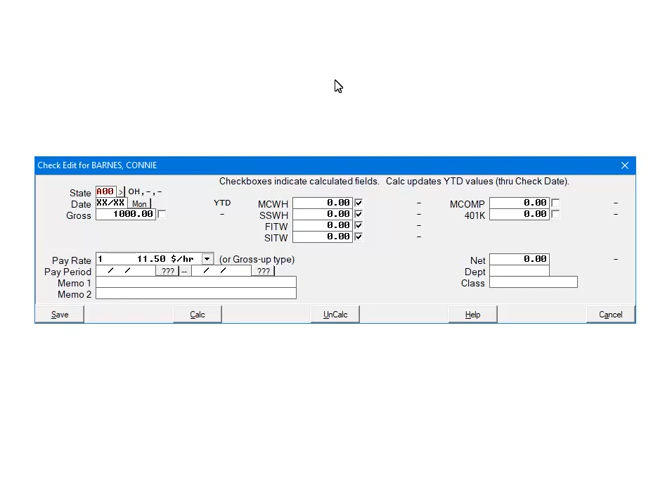 Check Edit for BARNES, CONNIE
Checkboxes indicate calculated fields. Calc updates YTD values (thru Check Date).
State A00 > OH,-,-
Date XX/XX Mon YTD MCWH 0.00 - MCOMP 0.00 -
Gross 1000.00 - SSWH 0.00 - 401K 0.00 -
FITW 0.00 -
SITW 0.00 -
Pay Rate 1 11.50 $/hr (or Gross-up type) Net 0.00 -
Pay Period / / ??? -- / / ??? Dept
Memo 1 Class
Memo 2
Save Calc UnCalc Help Cancel